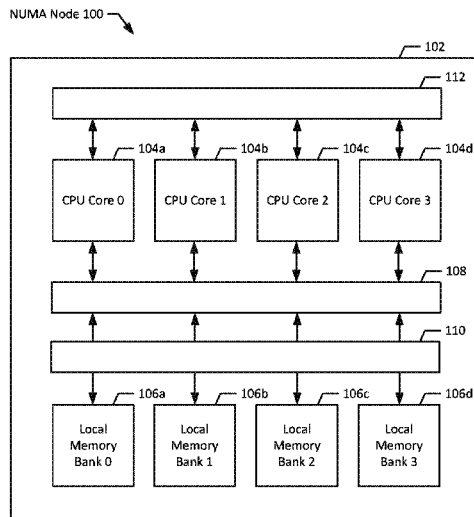 NUMA Node 100
102
112
104a
104b
104c
104d
CPU Core 0
CPU Core 1
CPU Core 2
CPU Core 3
108
110
106a
106b
106c
106d
Local
Memory
Bank 0
Local
Memory
Bank 1
Local
Memory
Bank 2
Local
Memory
Bank 3